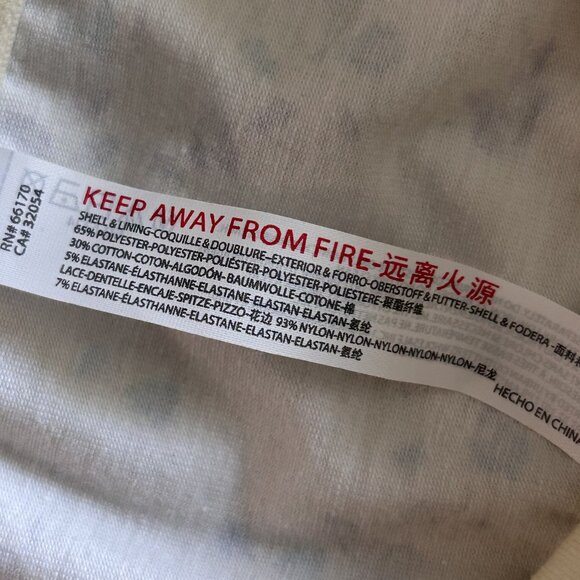 RN# 66170
CA# 32054
KEEP AWAY FROM FIRE-远离火源
SHELL & LINING-COQUILLE & DOUBLURE-EXTERIOR & FORRO-OBERSTOFF & FUTTER-SHELL & FODERA -面料
65% POLYESTER-POLYESTER-POLIÉSTER-POLYESTER-POLIESTERE-聚酯纤维
30% COTTON-COTON-ALGODÓN-BAUMWOLLE-COTONE-棉
5% ELASTANE-ÉLASTHANNE-ELASTANE-ELASTAN-ELASTAN-氨纶
LACE-DENTELLE-ENCAJE-SPITZE-PIZZO-花边 93% NYLON-NYLON-NYLON-NYLON-NYLON-尼龙
7% ELASTANE-ÉLASTHANNE-ELASTANE-ELASTAN-ELASTAN-氨纶
HECHO EN CHINA